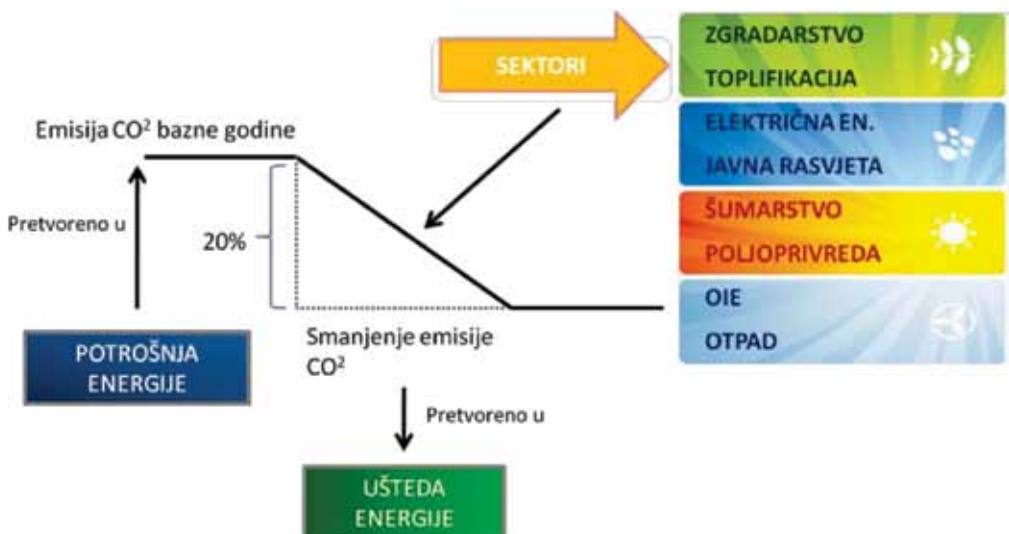 SEKTORI
ZGRADARSTVO
TOPLIFIKACIJA
ELEKTRIČNA EN.
JAVNA RASVJETA
ŠUMARSTVO
POLJOPRIVREDA
OIE
OTPAD
Emisija CO² bazne godine
Pretvoreno u
20%
POTROŠNJA
ENERGIJE
Smanjenje emisije
CO²
Pretvoreno u
UŠTEDA
ENERGIJE